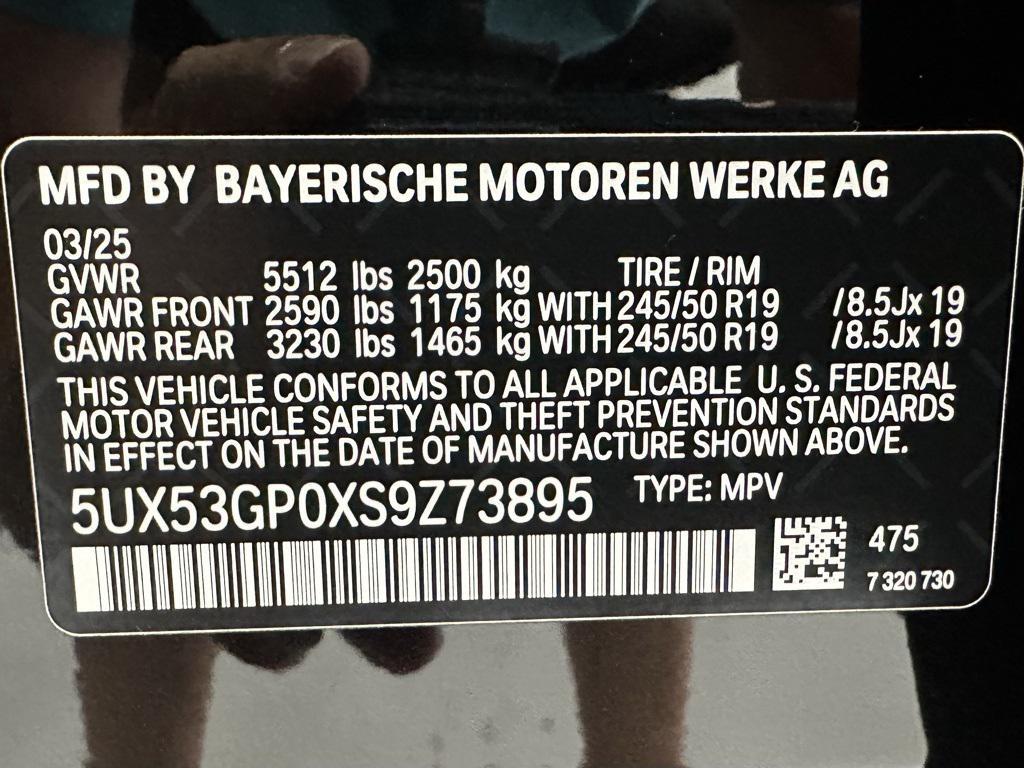 MFD BY BAYERISCHE MOTOREN WERKE AG
03/25
GVWR 5512 lbs 2500 kg TIRE / RIM
GAWR FRONT 2590 lbs 1175 kg WITH 245/50 R19 /8.5Jx 19
GAWR REAR 3230 lbs 1465 kg WITH 245/50 R19 /8.5Jx 19
THIS VEHICLE CONFORMS TO ALL APPLICABLE U. S. FEDERAL
MOTOR VEHICLE SAFETY AND THEFT PREVENTION STANDARDS
IN EFFECT ON THE DATE OF MANUFACTURE SHOWN ABOVE.
5UX53GP0XS9Z73895 TYPE: MPV
475
7 320 730